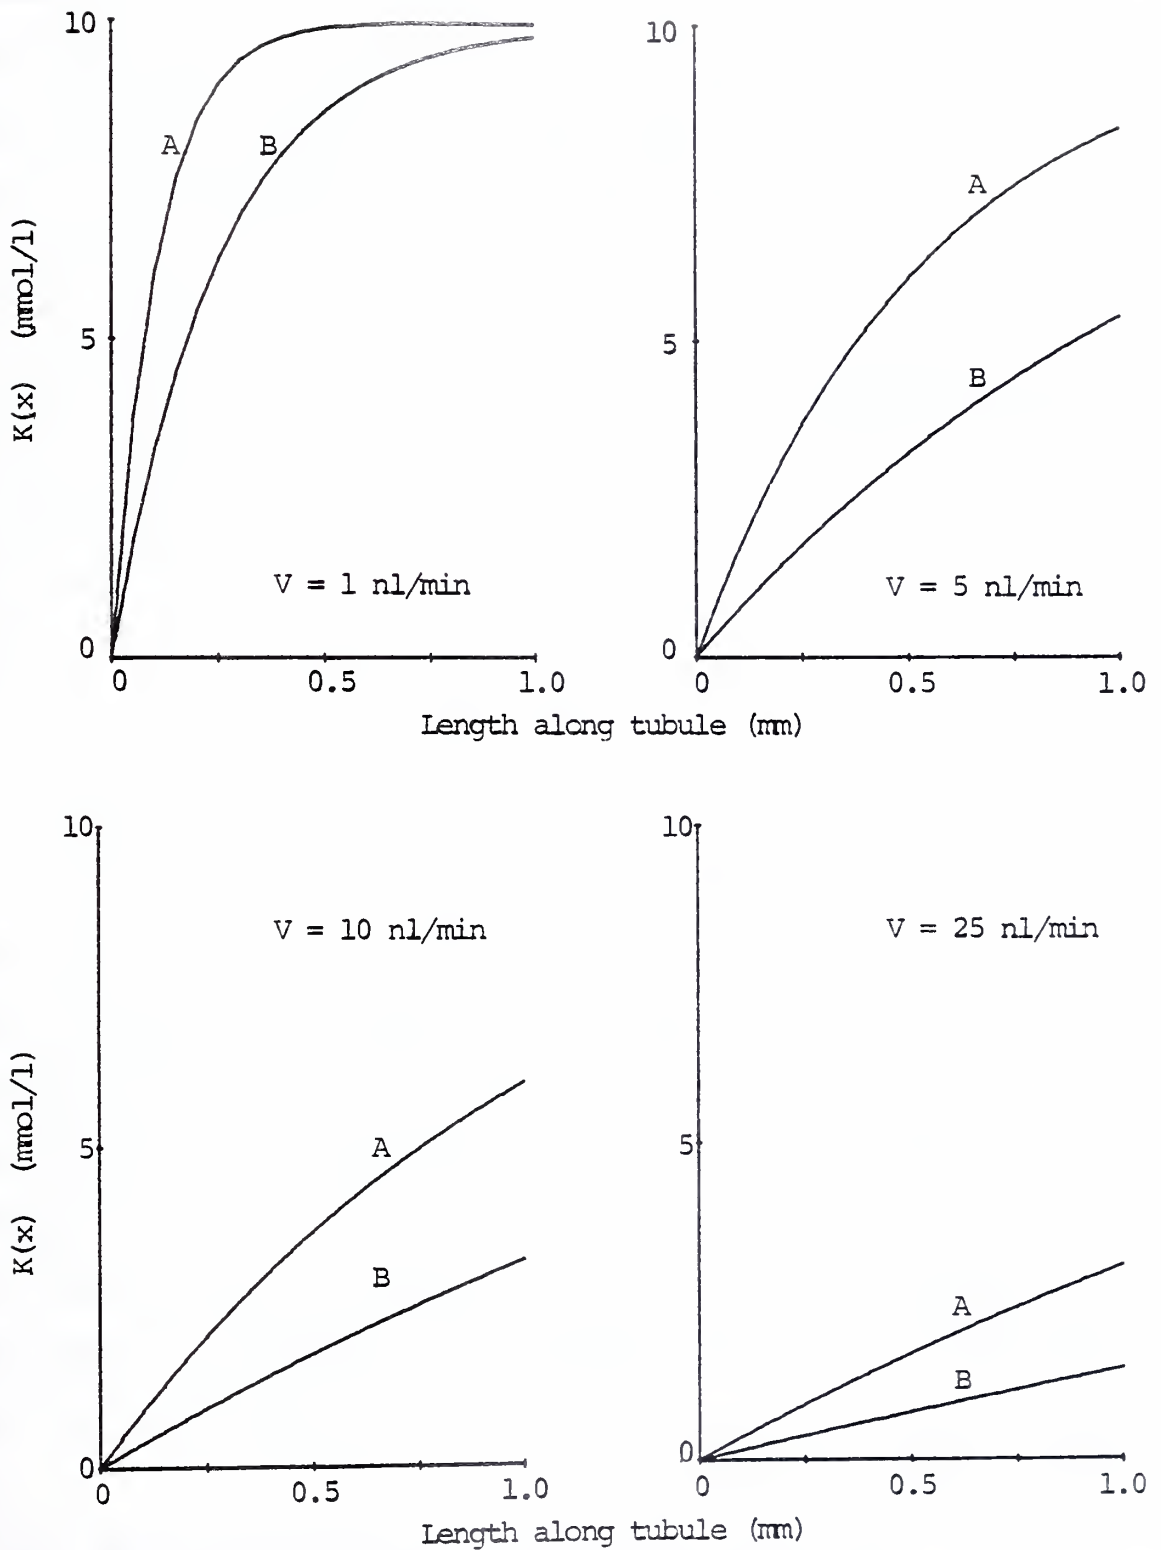 10
A
B
5
K(x) (mmol/l)
V = 1 nl/min
0
0 0.5 1.0
10
A
5
B
V = 5 nl/min
0
0 0.5 1.0
Length along tubule (mm)
10
V = 10 nl/min
A
5
K(x) (mmol/l)
B
0
0 0.5 1.0
10
V = 25 nl/min
5
A
B
0
0 0.5 1.0
Length along tubule (mm)